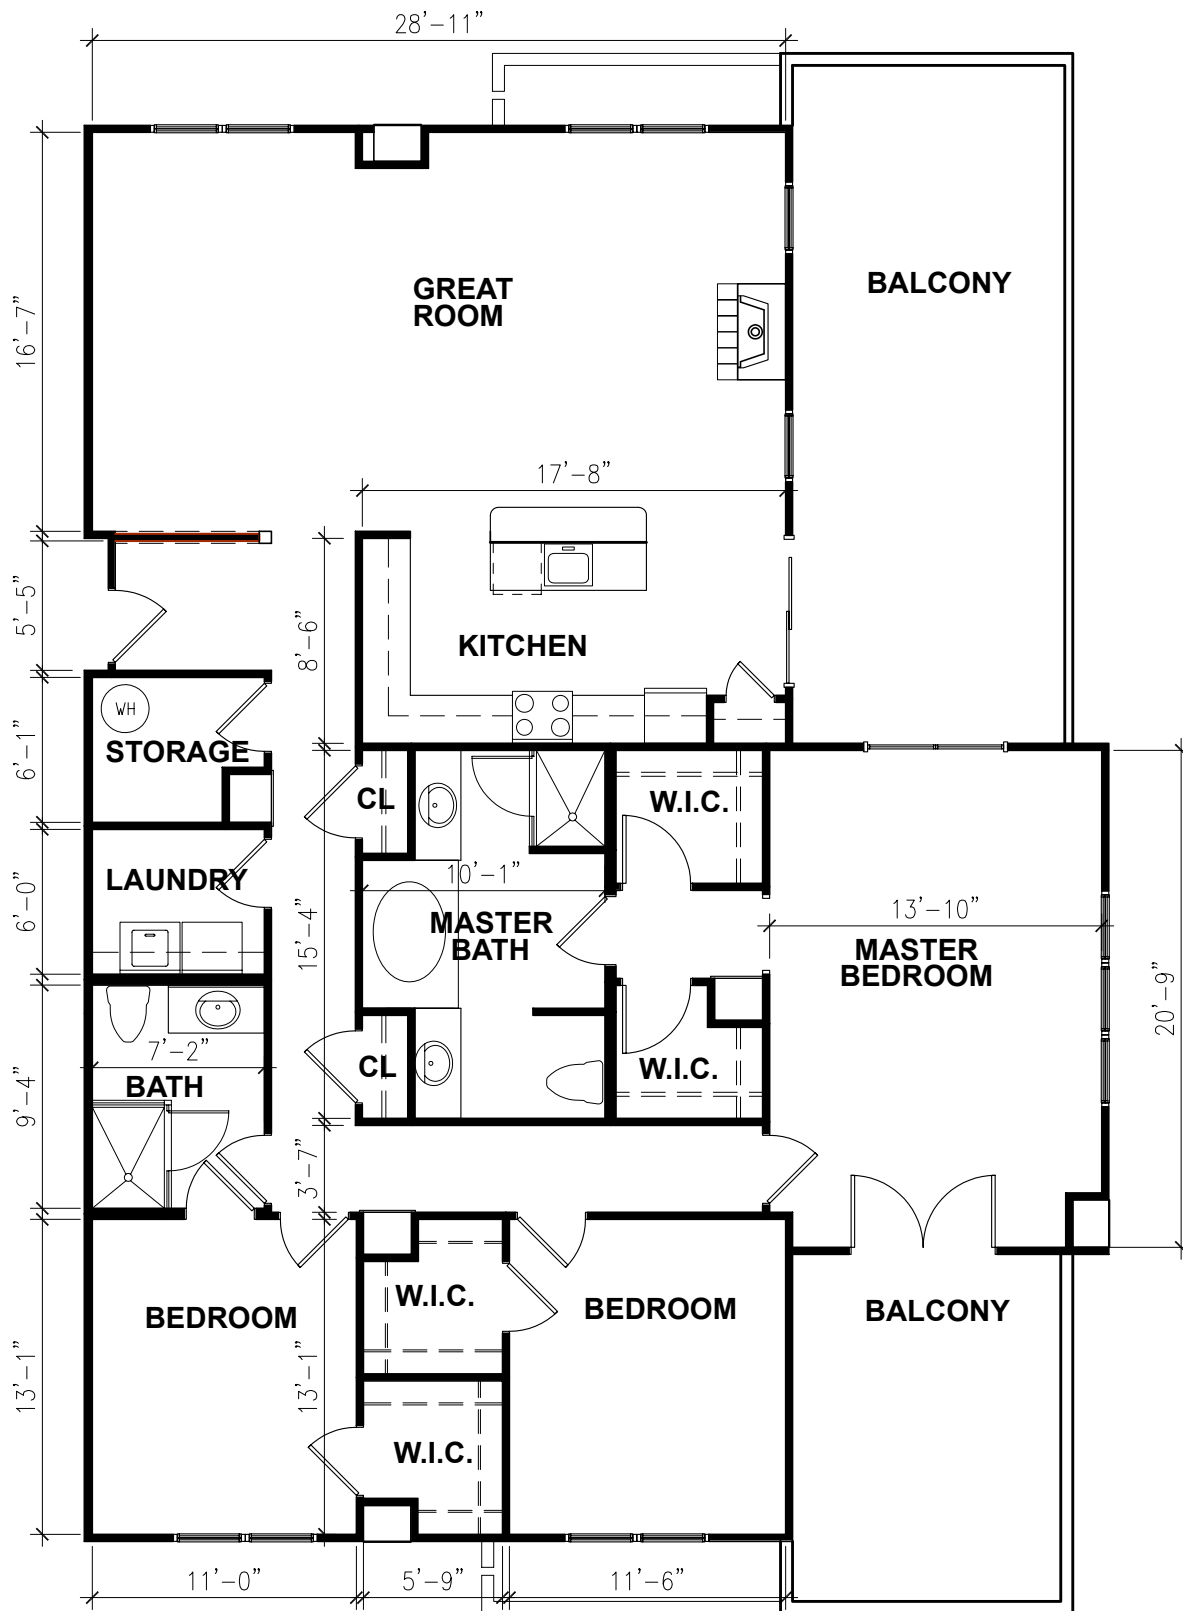 28'-11"
BALCONY
GREAT
ROOM
16'-7"
17'-8"
5'-5"
8'-6"
KITCHEN
WH
STORAGE
6'-1"
CL
W.I.C.
LAUNDRY
10'-1"
6'-0"
15'-4"
MASTER
BATH
13'-10"
MASTER
BEDROOM
20'-9"
7'-2"
BATH
CL
W.I.C.
9'-4"
3'-7"
W.I.C.
BEDROOM
BEDROOM
BALCONY
13'-1"
13'-1"
W.I.C.
11'-0"
5'-9"
11'-6"